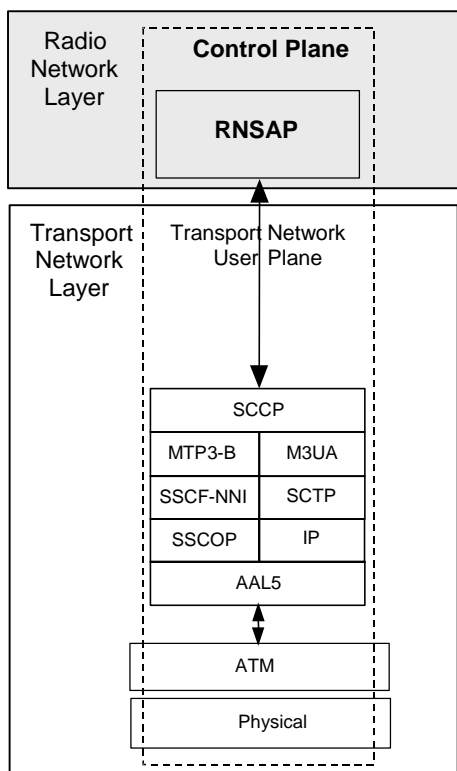 Radio
Network
Layer
Control Plane
RNSAP
Transport
Network
Layer
Transport Network
User Plane
SCCP
MTP3-B
M3UA
SSCF-NNI
SCTP
SSCOP
IP
AAL5
ATM
Physical